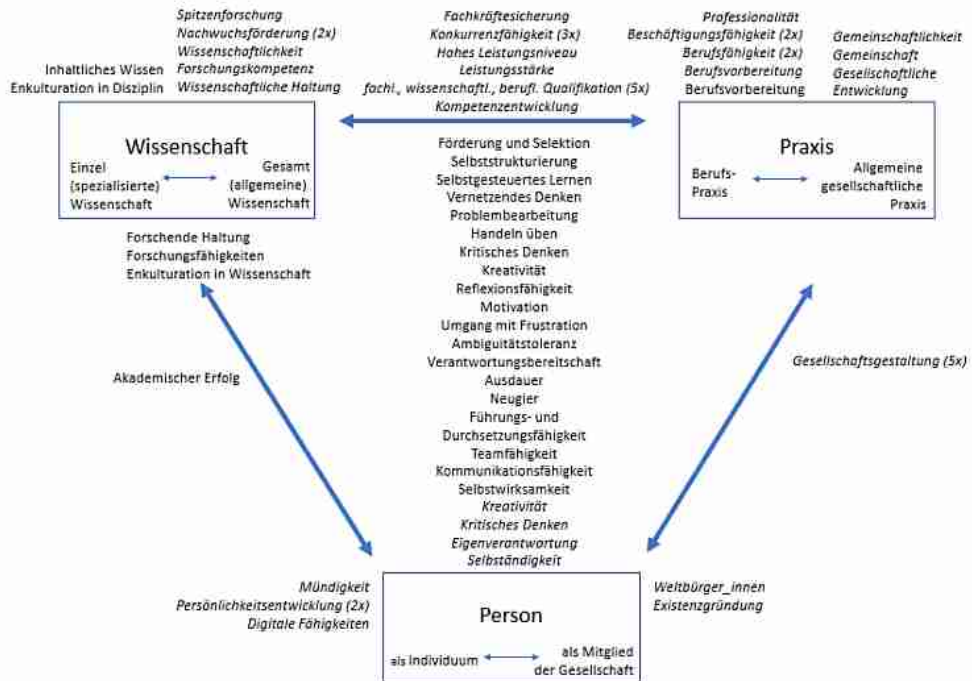 Spitzenforschung
Nachwuchsförderung (2x)
Wissenschaftlichkeit
Forschungskompetenz
Wissenschaftliche Haltung
Inhaltliches Wissen
Enkulturation in Disziplin
Fachkräftesicherung
Konkurrenzfähigkeit (3x)
Hohes Leistungsniveau
Leistungsstärke
fachl., wissenschaftl., berufl. Qualifikation (5x)
Kompetenzentwicklung
Professionalität
Beschäftigungsfähigkeit (2x)
Berufsfähigkeit (2x)
Berufsvorbereitung
Berufsvorbereitung
Gemeinschaftlichkeit
Gemeinschaft
Gesellschaftliche
Entwicklung
Wissenschaft
Einzel
(spezialisierte)
Wissenschaft
Gesamt
(allgemeine)
Wissenschaft
Praxis
Berufs-
Praxis
Allgemeine
gesellschaftliche
Praxis
Forschende Haltung
Forschungsfähigkeiten
Enkulturation in Wissenschaft
Förderung und Selektion
Selbststrukturierung
Selbstgesteuertes Lernen
Vernetzendes Denken
Problembearbeitung
Handeln üben
Kritisches Denken
Kreativität
Reflexionsfähigkeit
Motivation
Umgang mit Frustration
Ambiguitätstoleranz
Verantwortungsbereitschaft
Ausdauer
Neugier
Führungs- und
Durchsetzungsfähigkeit
Teamfähigkeit
Kommunikationsfähigkeit
Selbstwirksamkeit
Kreativität
Kritisches Denken
Eigenverantwortung
Selbständigkeit
Akademischer Erfolg
Gesellschaftsgestaltung (5x)
Mündigkeit
Persönlichkeitsentwicklung (2x)
Digitale Fähigkeiten
Weltbürger_innen
Existenzgründung
Person
als Individuum
als Mitglied
der Gesellschaft